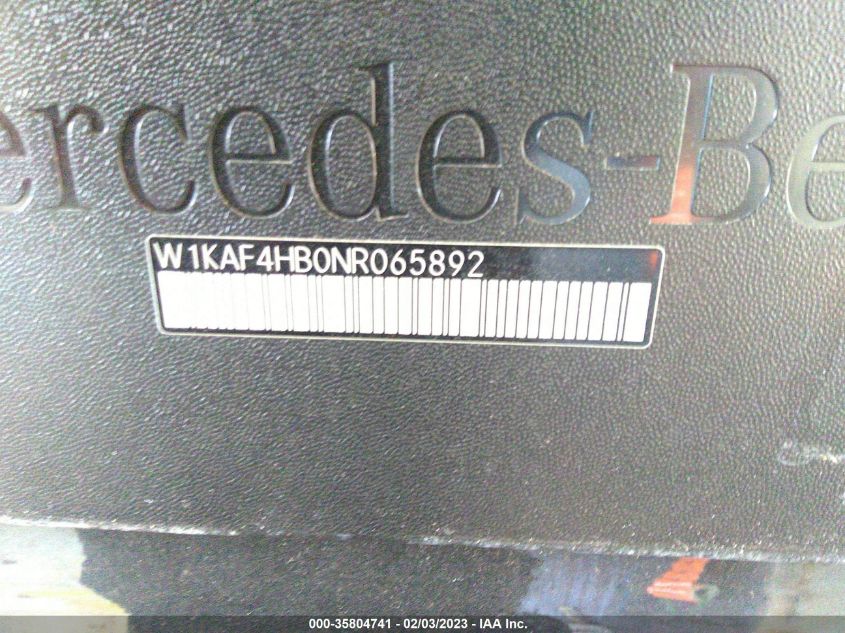 ercedes-Be
W1KAF4HB0NR065892
000-35804741 - 02/03/2023 - IAA Inc.